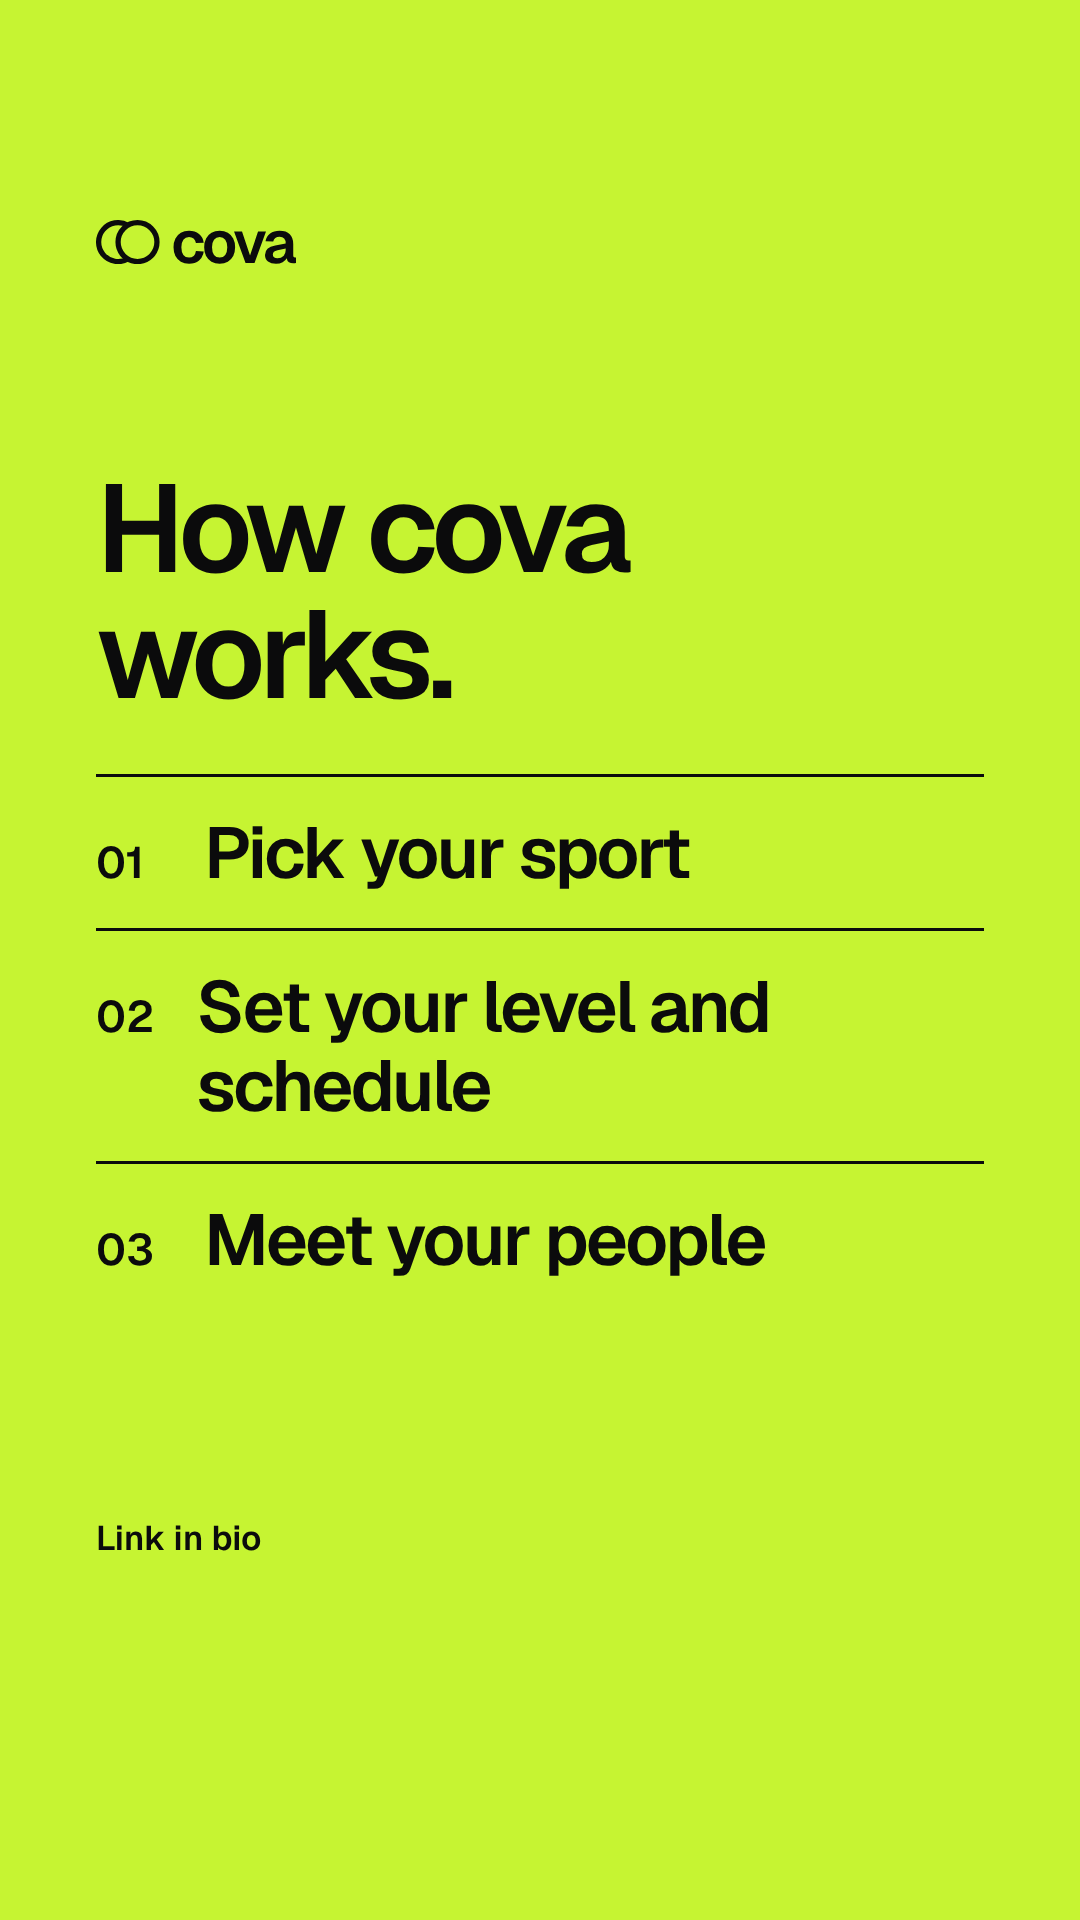 cova
How cova
works.
01 Pick your sport
02 Set your level and
schedule
03 Meet your people
Link in bio